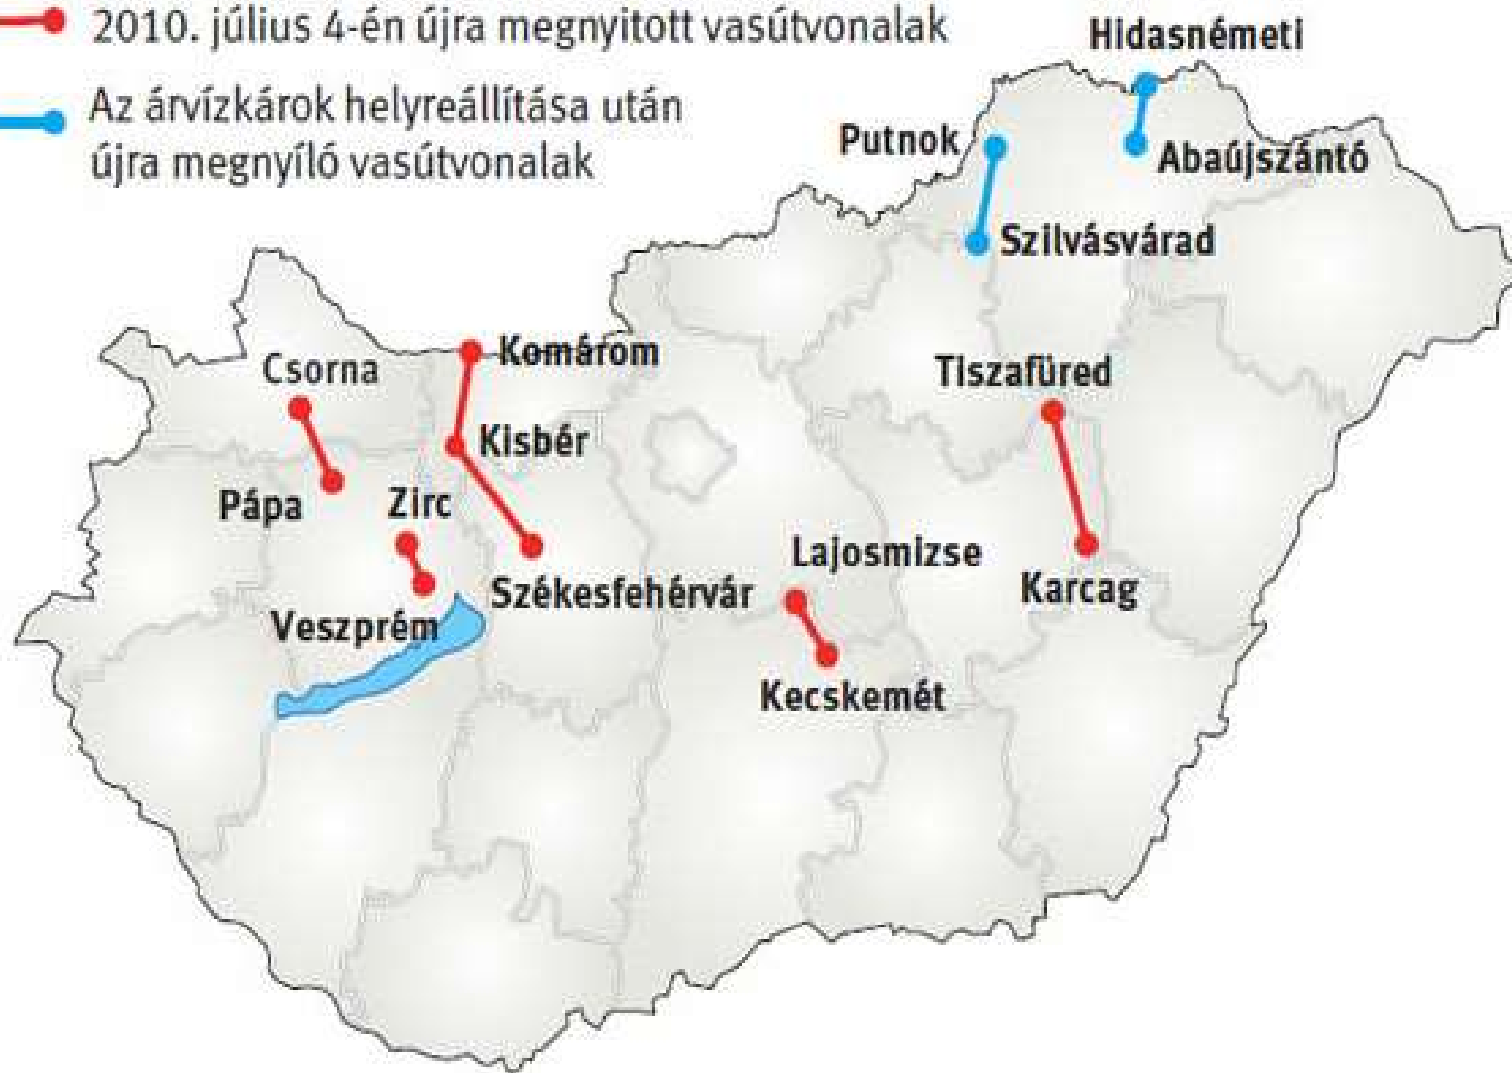 2010. július 4-én újra megnyitott vasútvonalak
Az árvízkárok helyreállítása után
újra megnyíló vasútvonalak
Hidasnémeti
Putnok
Abaújszántó
Szilvásvárad
Komárom
Csorna
Tiszafüred
Kisbér
Pápa
Zirc
Lajosmizse
Székesfehérvár
Karcag
Veszprém
Kecskemét